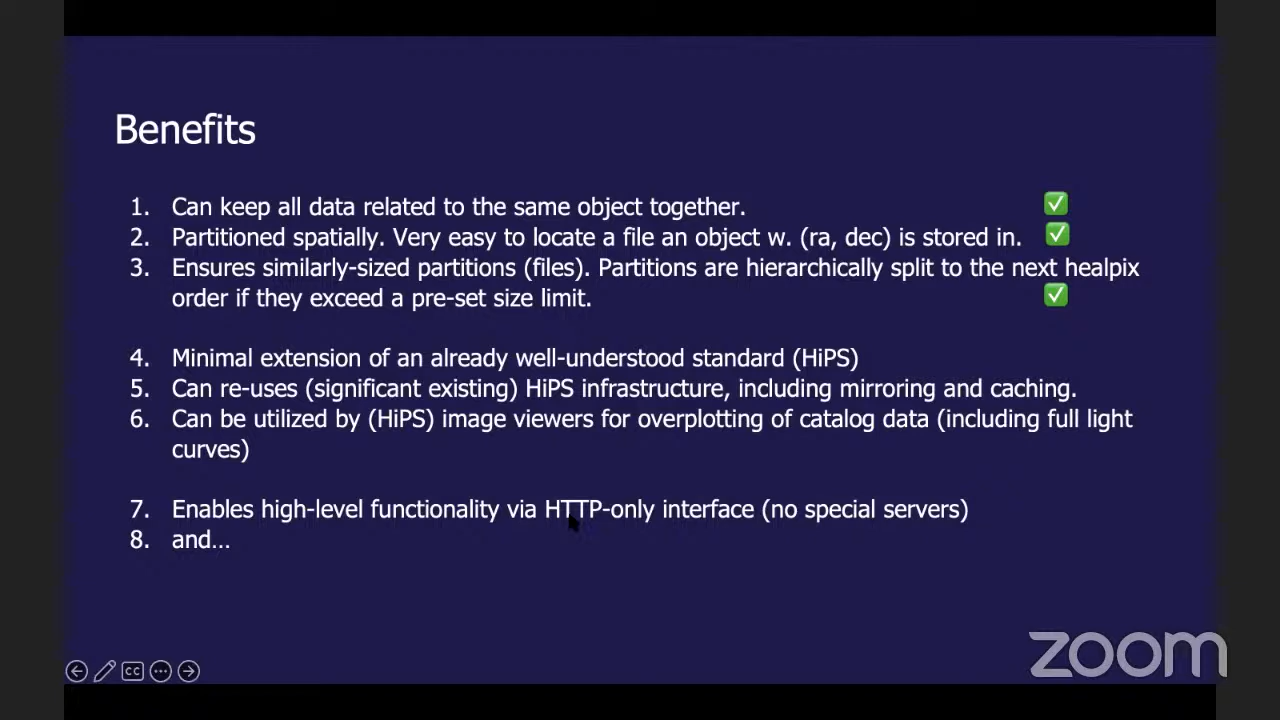 Benefits
1. Can keep all data related to the same object together. ✅
2. Partitioned spatially. Very easy to locate a file an object w. (ra, dec) is stored in. ✅
3. Ensures similarly-sized partitions (files). Partitions are hierarchically split to the next healpix
order if they exceed a pre-set size limit. ✅
4. Minimal extension of an already well-understood standard (HiPS)
5. Can re-uses (significant existing) HiPS infrastructure, including mirroring and caching.
6. Can be utilized by (HiPS) image viewers for overplotting of catalog data (including full light
curves)
7. Enables high-level functionality via HTTP-only interface (no special servers)
8. and...
CC
zoom